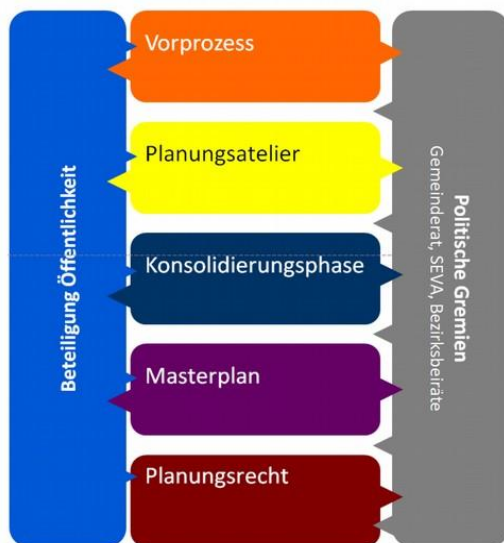 Beteiligung Öffentlichkeit
Vorprozess
Planungsatelier
Konsolidierungsphase
Masterplan
Planungsrecht
Politische Gremien
Gemeinderat, SEVA, Bezirksbeiräte